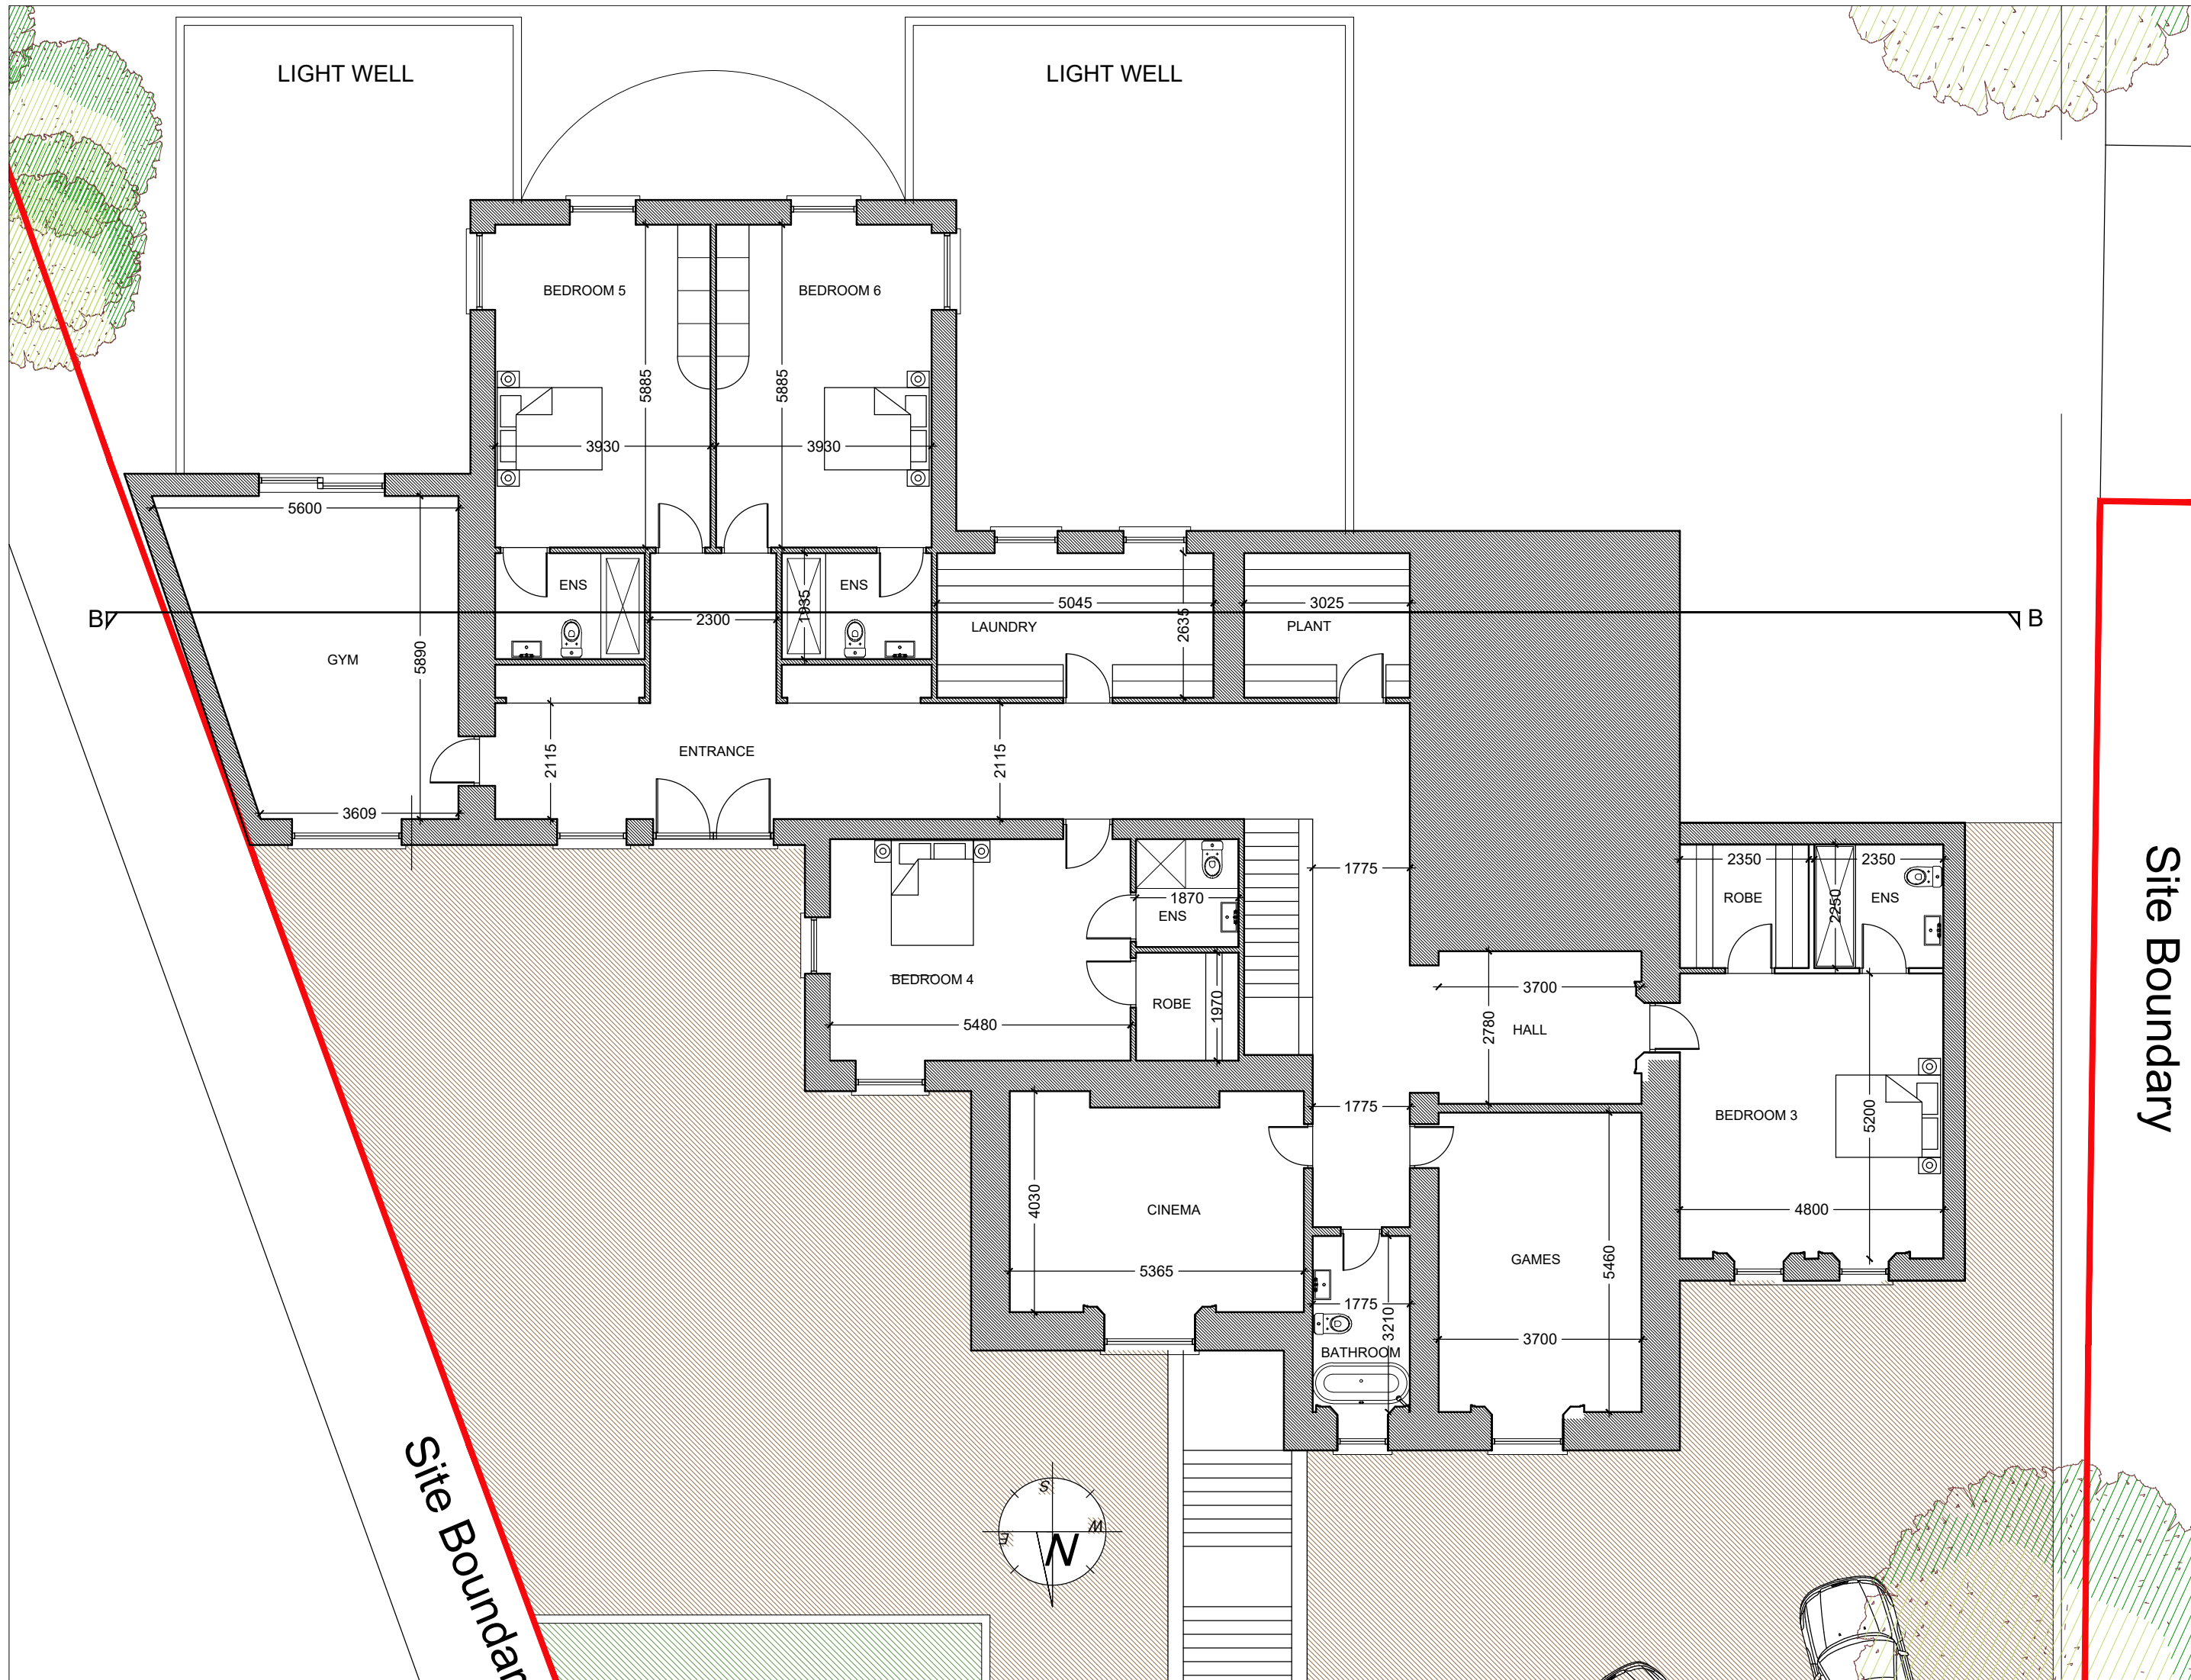 LIGHT WELL
LIGHT WELL
BEDROOM 5
BEDROOM 6
5885
5885
3930
3930
5600
ENS
ENS
1935
2300
5045
3025
B
B
LAUNDRY
2635
PLANT
GYM
5890
2115
ENTRANCE
2115
3609
1775
2350
2350
ROBE
2250
ENS
1870
ENS
BEDROOM 4
3700
ROBE
1970
5480
2780
HALL
1775
BEDROOM 3
5200
4030
CINEMA
4800
5365
GAMES
5460
1775
3210
3700
BATHROOM
Site Boundary
Site Boundar
S
W
E
N